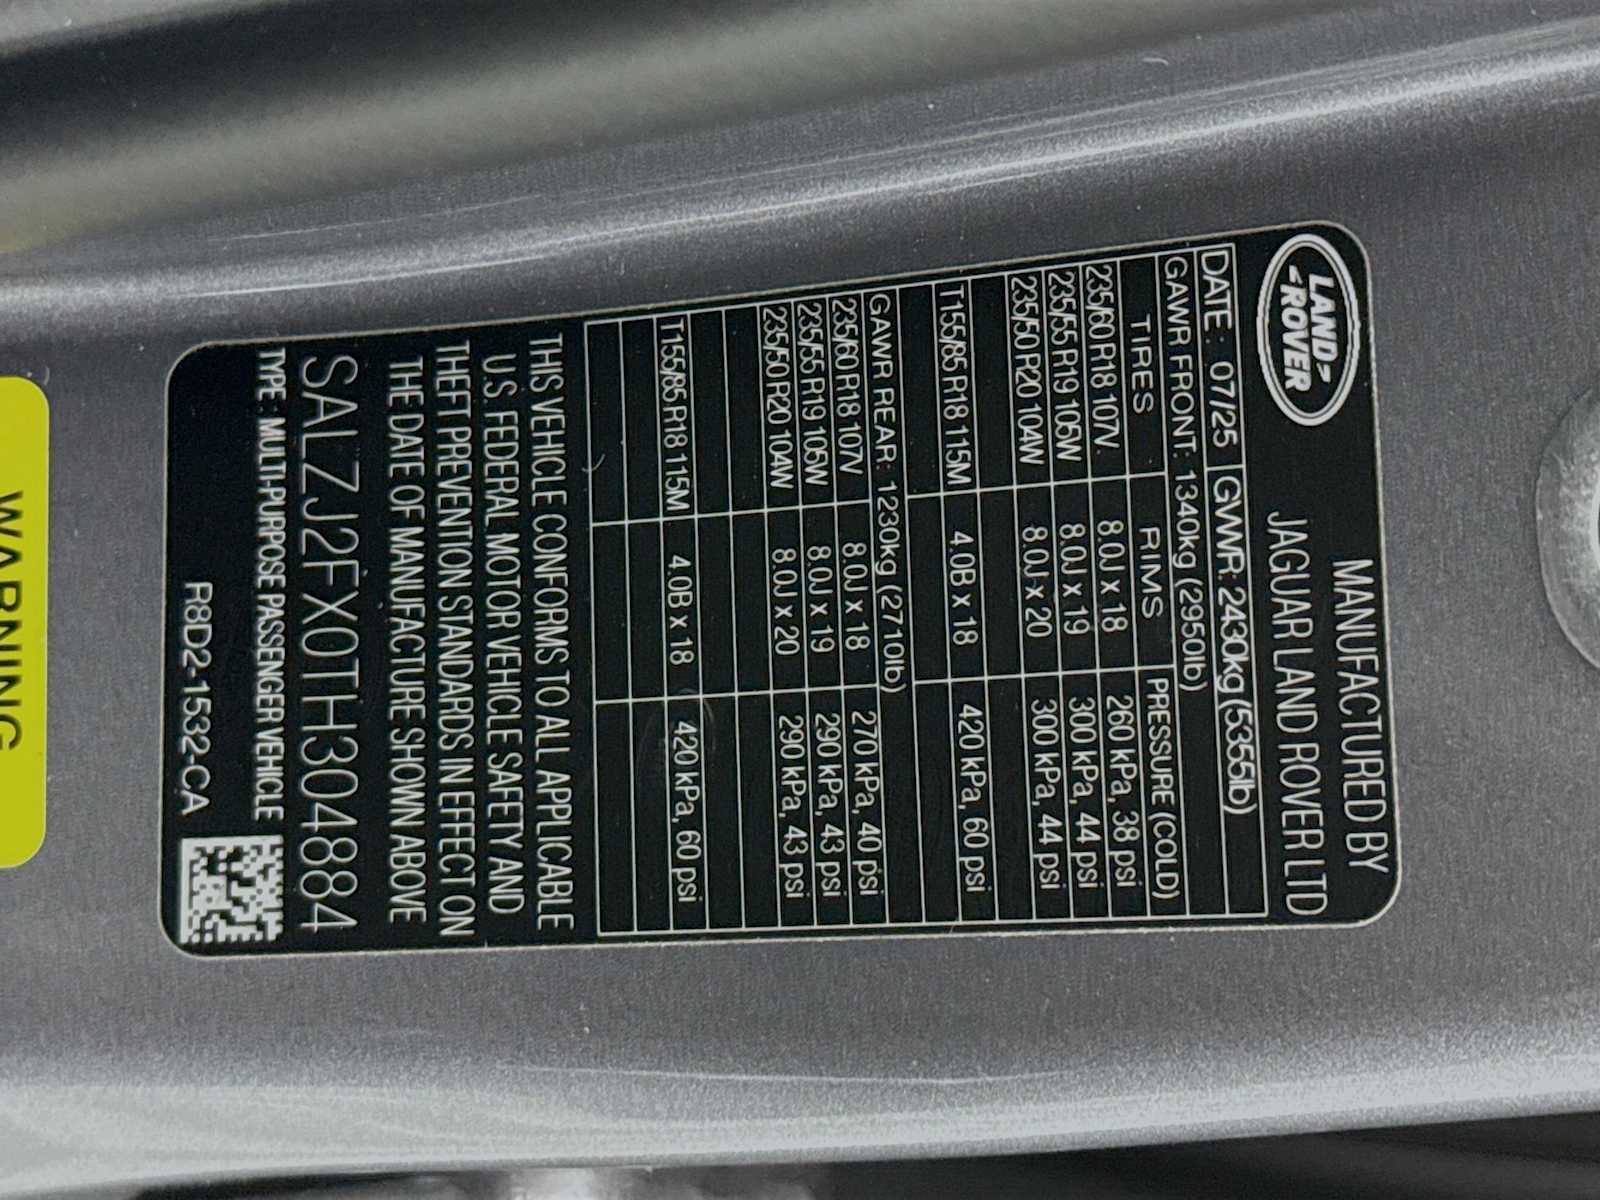 LAND
ROVER
MANUFACTURED BY
JAGUAR LAND ROVER LTD
DATE : 07/25 GVWR: 2430kg (5355lb)
GAWR FRONT: 1340kg (2950lb)
TIRES RIMS PRESSURE (COLD)
235/60 R18 107V. 8.0J x 18 260 kPa, 38 psi
235/55 R19 105W 8.0J x 19 300 kPa, 44 psi
235/50 R20 104W 8.0J x 20 300 kPa, 44 psi
T155/85 R18 115M 4.0B x 18 420 kPa, 60 psi
GAWR REAR: 1230kg (2710lb)
235/60 R18 107V 8.0J x 18 270 kPa, 40 psi
235/55 R19 105W 8.0J x 19 290 kPa, 43 psi
235/50 R20 104W 8.0J x 20 290 kPa, 43 psi
T155/85 R18 115M 4.0B x 18 420 kPa, 60 psi
THIS VEHICLE CONFORMS TO ALL APPLICABLE
U.S. FEDERAL MOTOR VEHICLE SAFETY AND
THEFT PREVENTION STANDARDS IN EFFECT ON
THE DATE OF MANUFACTURE SHOWN ABOVE
SALZJ2FX0TH304884
TYPE : MULTI-PURPOSE PASSENGER VEHICLE
R8D2-1532-CA
WARNING